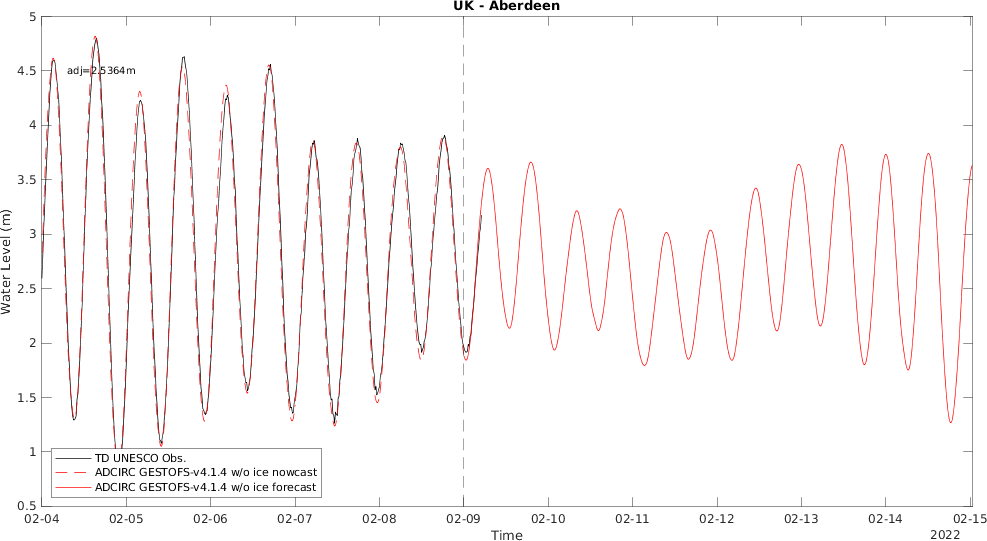 UK - Aberdeen
5
4.5
4
3.5
3
2.5
2
1.5
1
0.5
Water Level (m)
adj=2.5364m
TD UNESCO Obs.
ADCIRC GESTOFS-v4.1.4 w/o ice nowcast
ADCIRC GESTOFS-v4.1.4 w/o ice forecast
02-04 02-05 02-06 02-07 02-08 02-09 02-10 02-11 02-12 02-13 02-14 02-15
Time
2022